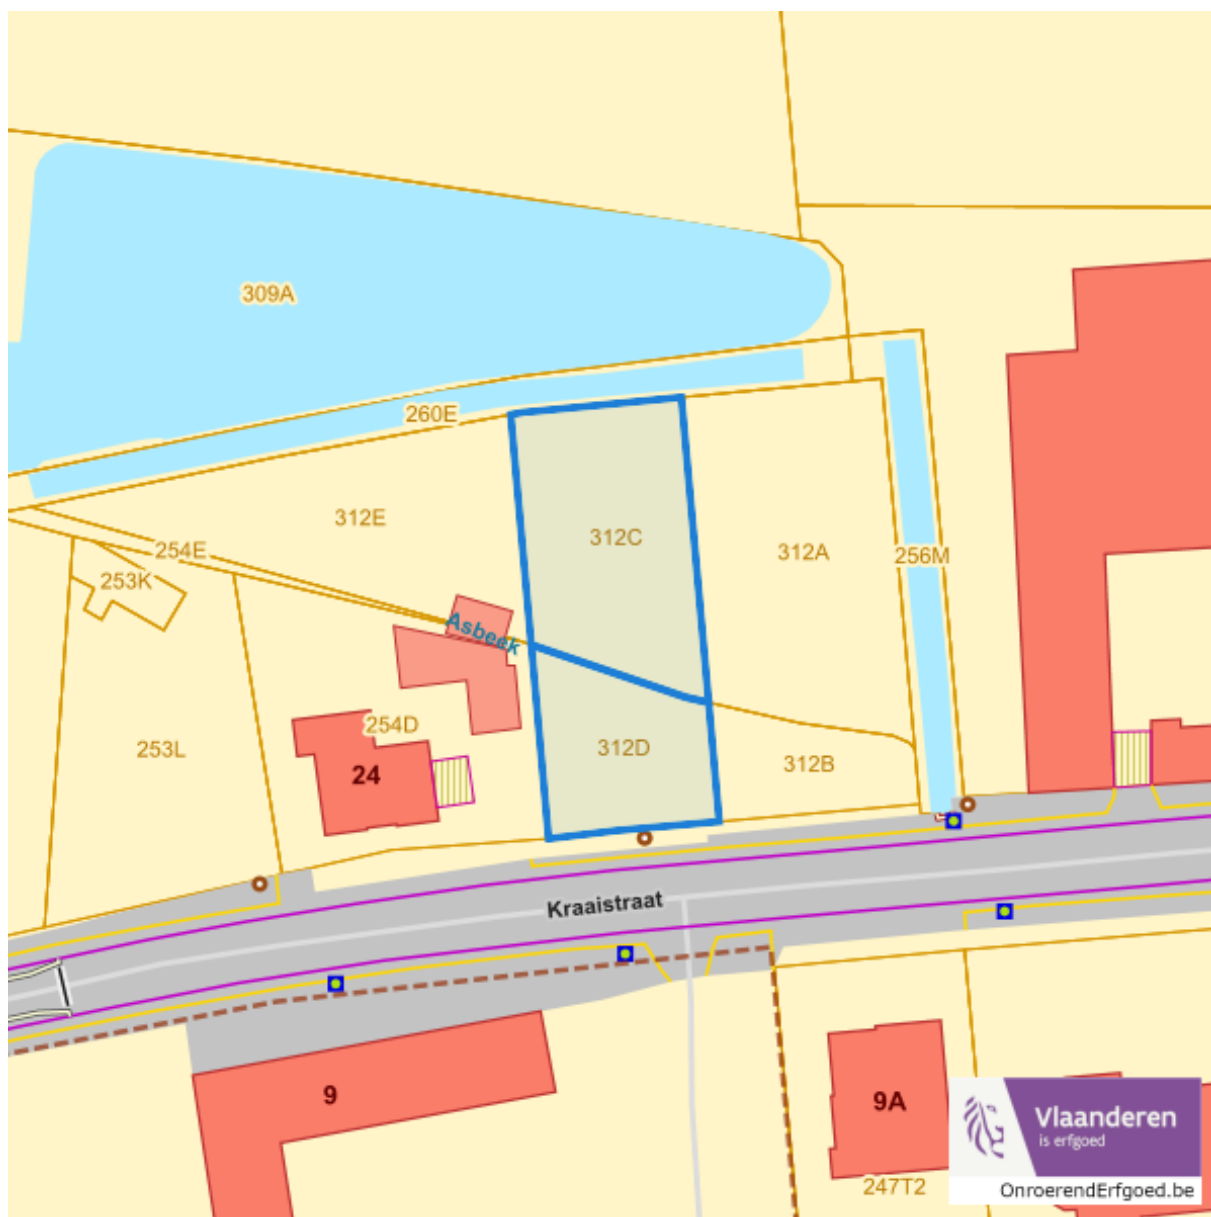 309A
260E
312E
312C
312A
254E
256M
253K
Asbeek
254D
253L
312D
312B
24
Kraaistraat
9
9A
247T2
Vlaanderen
is erfgoed
OnroerendErfgoed.be